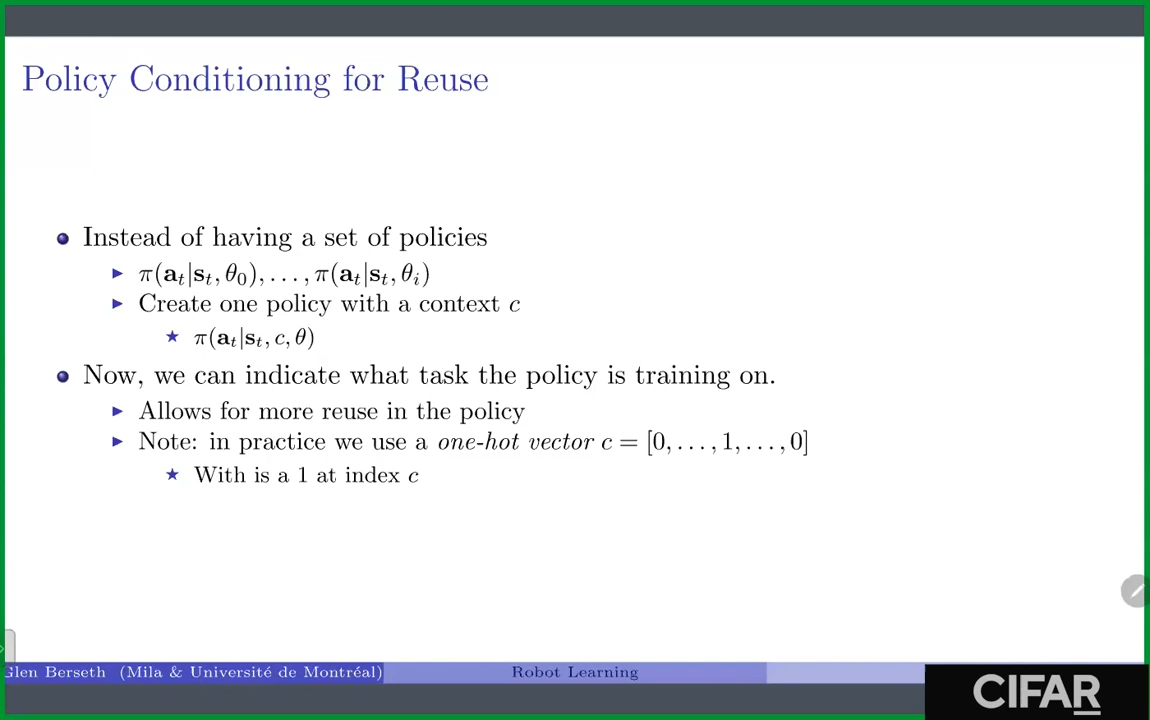 Policy Conditioning for Reuse
Instead of having a set of policies
π(a_t|s_t, θ_0), . . . , π(a_t|s_t, θ_i)
Create one policy with a context c
π(a_t|s_t, c, θ)
Now, we can indicate what task the policy is training on.
Allows for more reuse in the policy
Note: in practice we use a one-hot vector c = [0, . . . , 1, . . . , 0]
With is a 1 at index c
Glen Berseth (Mila & Université de Montréal)
Robot Learning
CIFAR